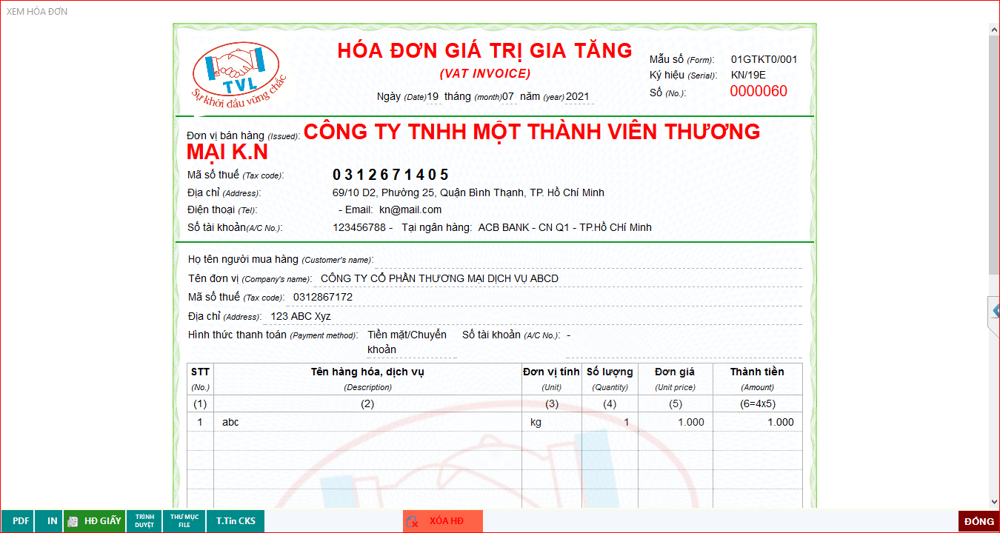 XEM HÓA ĐƠN
TVL
Sự khởi đầu vững chắc
HÓA ĐƠN GIÁ TRỊ GIA TĂNG
(VAT INVOICE)
Ngày (Date)19 tháng (month)07 năm (year) 2021
Mẫu số (Form): 01GTKT0/001
Ký hiệu (Serial): KN/19E
Số (No.): 0000060
Đơn vị bán hàng (Issued): CÔNG TY TNHH MỘT THÀNH VIÊN THƯƠNG
MẠI K.N
Mã số thuế (Tax code): 0312671405
Địa chỉ (Address): 69/10 D2, Phường 25, Quận Bình Thạnh, TP. Hồ Chí Minh
Điện thoại (Tel): - Email: kn@mail.com
Số tài khoản(A/C No.): 123456788 - Tại ngân hàng: ACB BANK - CN Q1 - TP.Hồ CHí Minh
Họ tên người mua hàng (Customer's name):
Tên đơn vị (Company's name): CÔNG TY CỔ PHẦN THƯƠNG MẠI DỊCH VỤ ABCD
Mã số thuế (Tax code): 0312867172
Địa chỉ (Address): 123 ABC Xyz
Hình thức thanh toán (Payment method): Tiền mặt/Chuyển Số tài khoản (A/C No.): -
khoản
STT Tên hàng hóa, dịch vụ Đơn vị tính Số lượng Đơn giá Thành tiền
(No.) (Description) (Unit) (Quantity) (Unit price) (Amount)
(1) (2) (3) (4) (5) (6=4x5)
1 abc kg 1 1.000 1.000
PDF IN HĐ GIẤY TRÌNH DUYỆT THƯ MỤC FILE T.Tin CKS XÓA HĐ ĐÓNG